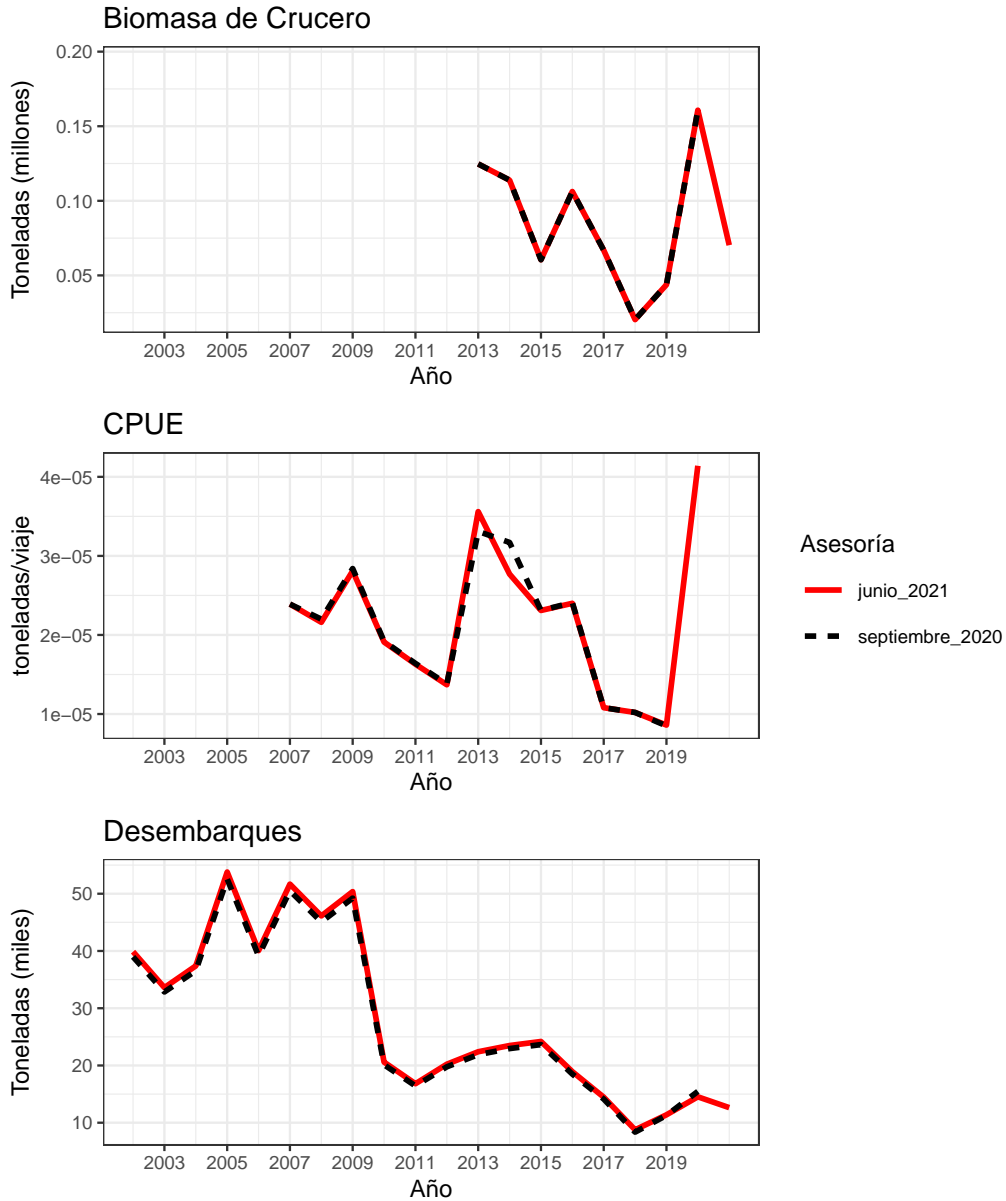 Biomasa de Crucero
Toneladas (millones)
0.20
0.15
0.10
0.05
2003 2005 2007 2009 2011 2013 2015 2017 2019
Año
CPUE
toneladas/viaje
4e−05
3e−05
2e−05
1e−05
2003 2005 2007 2009 2011 2013 2015 2017 2019
Año
Asesoría
junio_2021
septiembre_2020
Desembarques
Toneladas (miles)
50
40
30
20
10
2003 2005 2007 2009 2011 2013 2015 2017 2019
Año